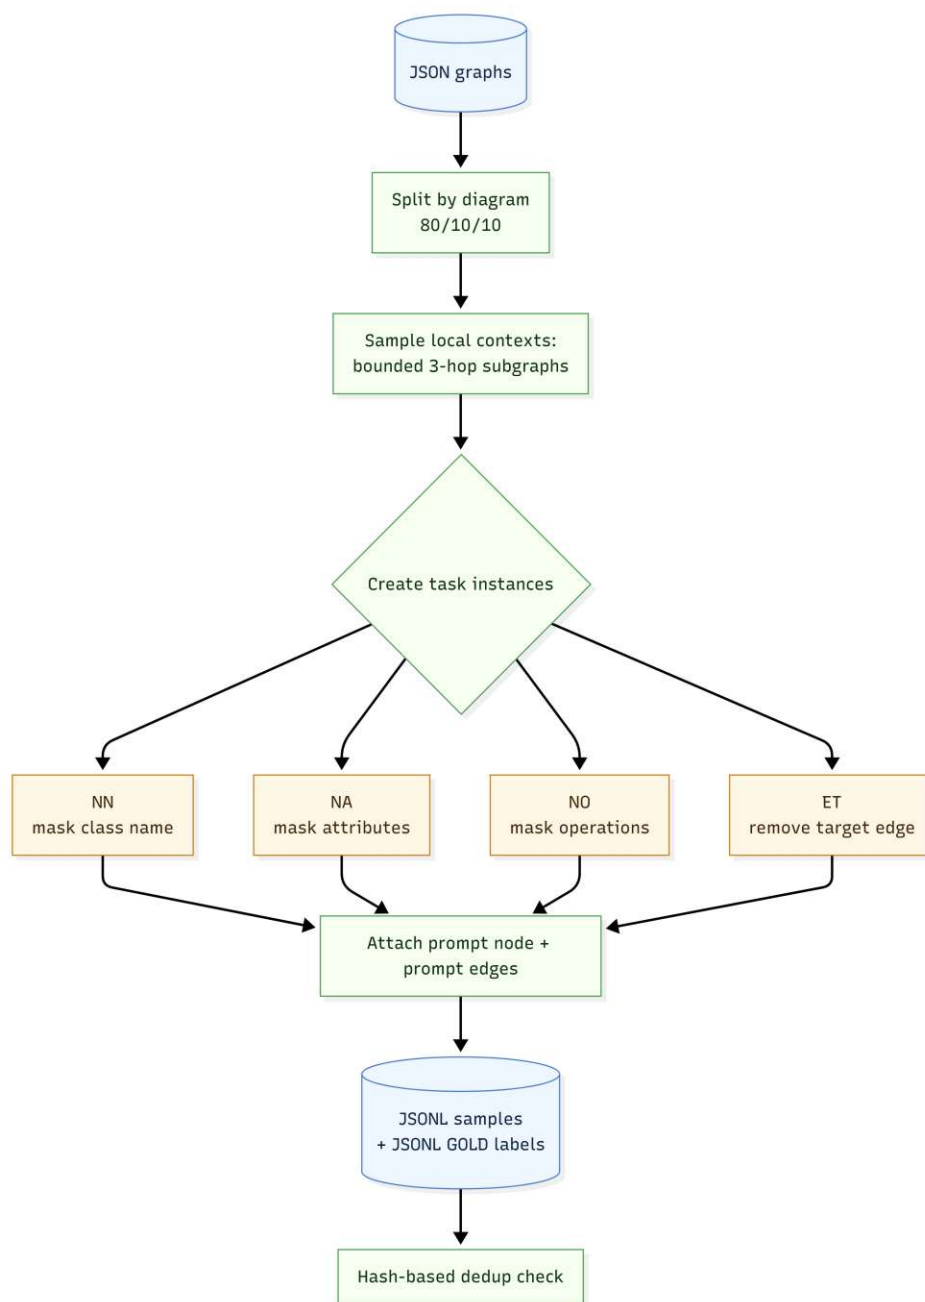 JSON graphs
Split by diagram
80/10/10
Sample local contexts:
bounded 3-hop subgraphs
Create task instances
NN
mask class name
NA
mask attributes
NO
mask operations
ET
remove target edge
Attach prompt node +
prompt edges
JSONL samples
+ JSONL GOLD labels
Hash-based dedup check